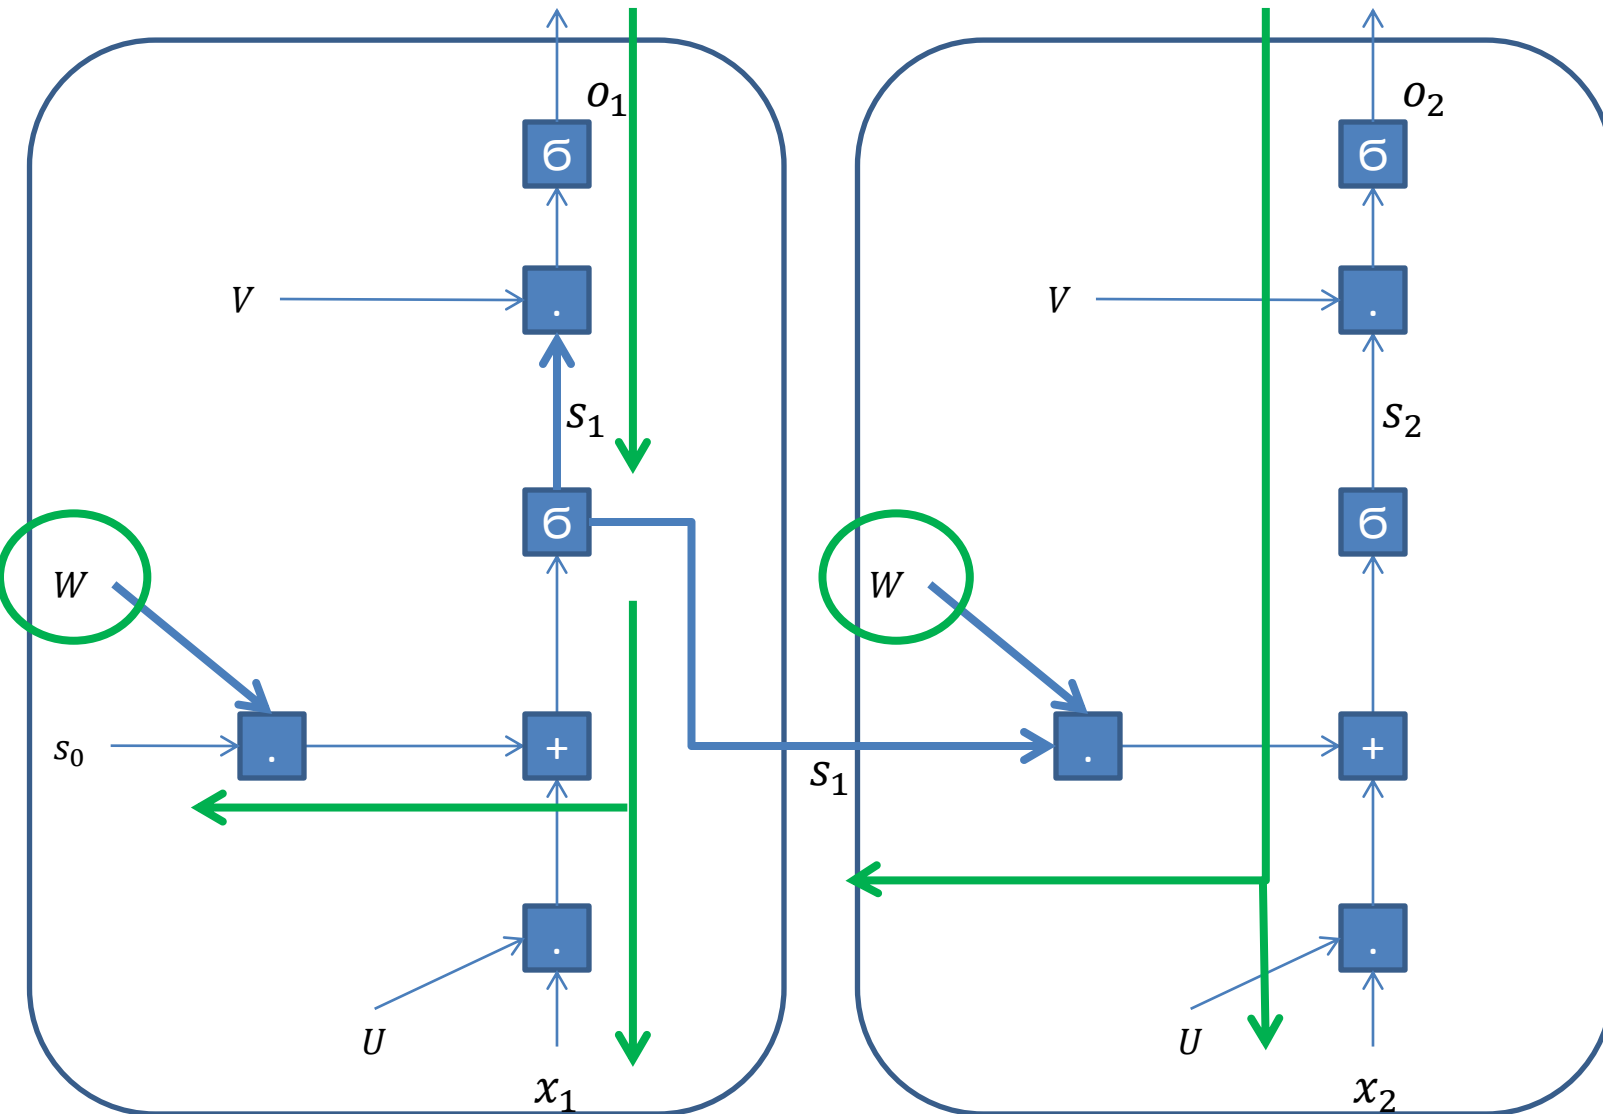 o₁ o₂
б б
V . V .
s₁ s₂
б б
W W
s₀ . + s₁ . +
. .
U U
x₁ x₂